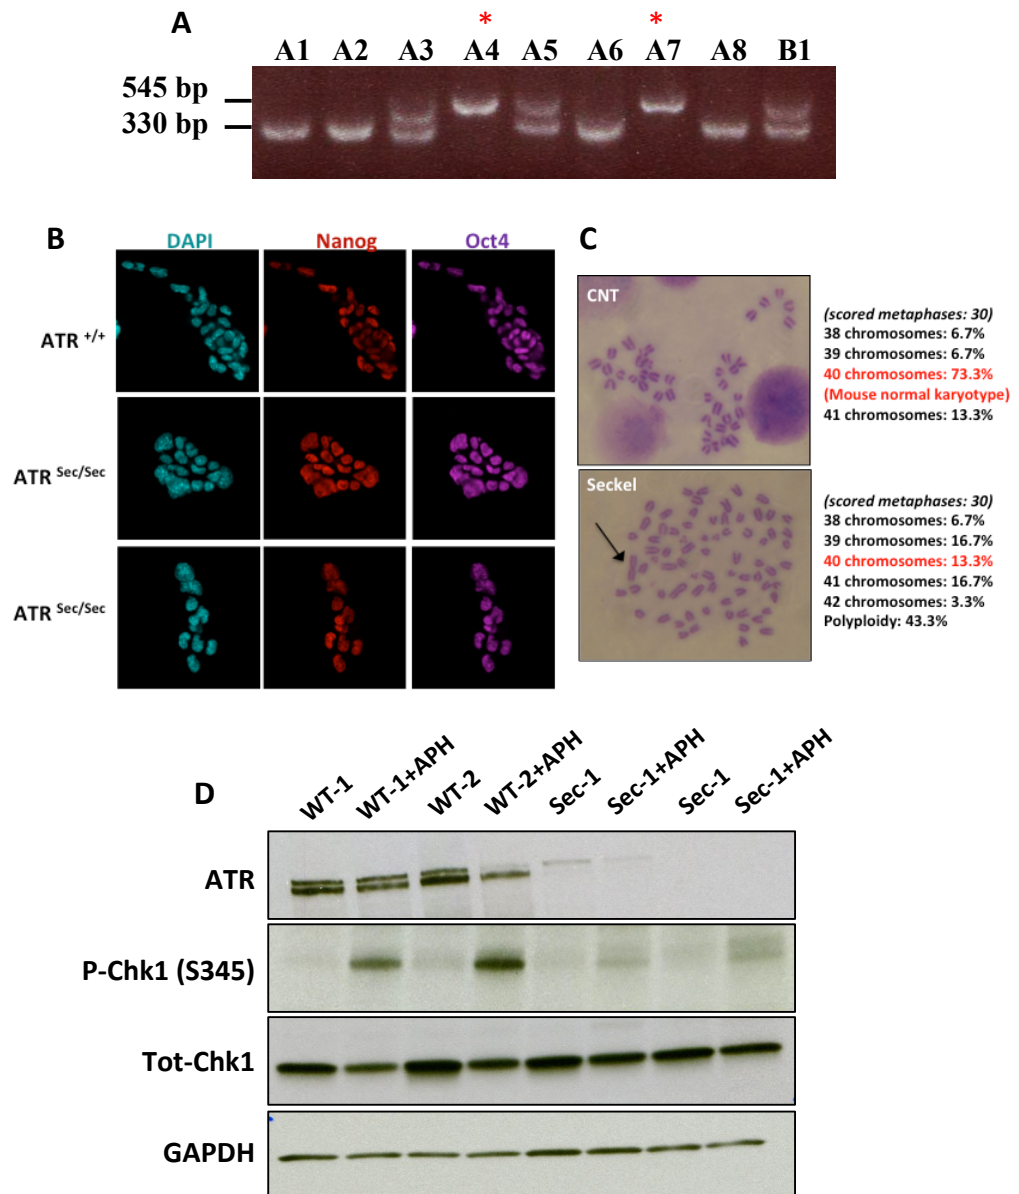 A
* *
A1 A2 A3 A4 A5 A6 A7 A8 B1
545 bp
330 bp
B
DAPI Nanog Oct4
ATR +/+
ATR Sec/Sec
ATR Sec/Sec
C
CNT
(scored metaphases: 30)
38 chromosomes: 6.7%
39 chromosomes: 6.7%
40 chromosomes: 73.3%
(Mouse normal karyotype)
41 chromosomes: 13.3%
Seckel
(scored metaphases: 30)
38 chromosomes: 6.7%
39 chromosomes: 16.7%
40 chromosomes: 13.3%
41 chromosomes: 16.7%
42 chromosomes: 3.3%
Polyploidy: 43.3%
D
WT-1 WT-1+APH WT-2 WT-2+APH Sec-1 Sec-1+APH Sec-1 Sec-1+APH
ATR
P-Chk1 (S345)
Tot-Chk1
GAPDH